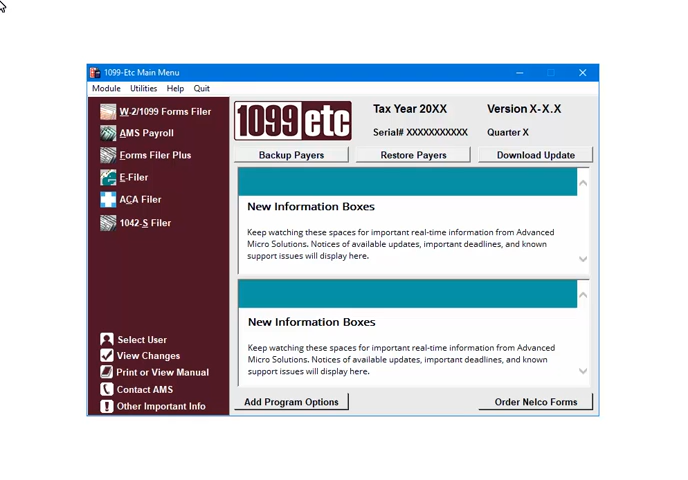 1099-Etc Main Menu
Module Utilities Help Quit
W-2/1099 Forms Filer
AMS Payroll
Forms Filer Plus
E-Filer
ACA Filer
1042-S Filer
Select User
View Changes
Print or View Manual
Contact AMS
Other Important Info
1099 etc
Tax Year 20XX
Version X-X.X
Serial# XXXXXXXXXXX
Quarter X
Backup Payers
Restore Payers
Download Update
New Information Boxes
Keep watching these spaces for important real-time information from Advanced
Micro Solutions. Notices of available updates, important deadlines, and known
support issues will display here.
New Information Boxes
Keep watching these spaces for important real-time information from Advanced
Micro Solutions. Notices of available updates, important deadlines, and known
support issues will display here.
Add Program Options
Order Nelco Forms